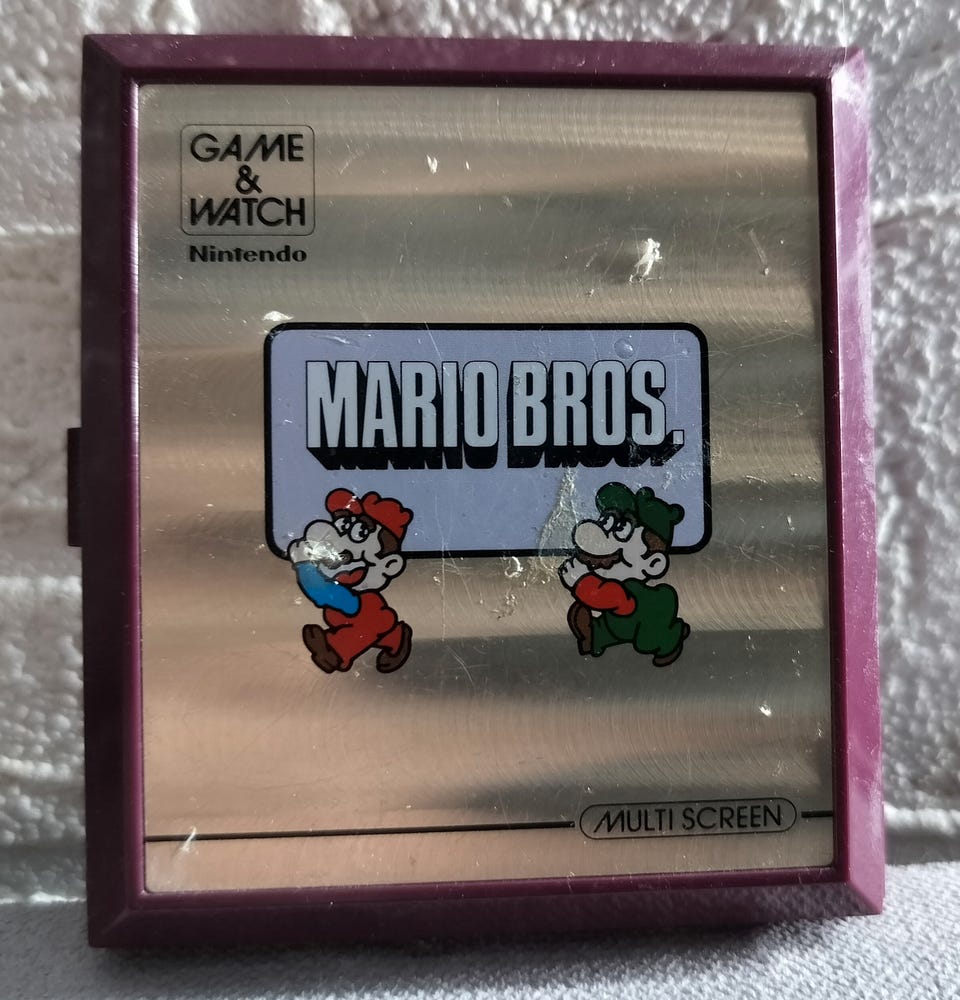 GAME
&
WATCH
Nintendo
MARIO BROS.
MULTI SCREEN